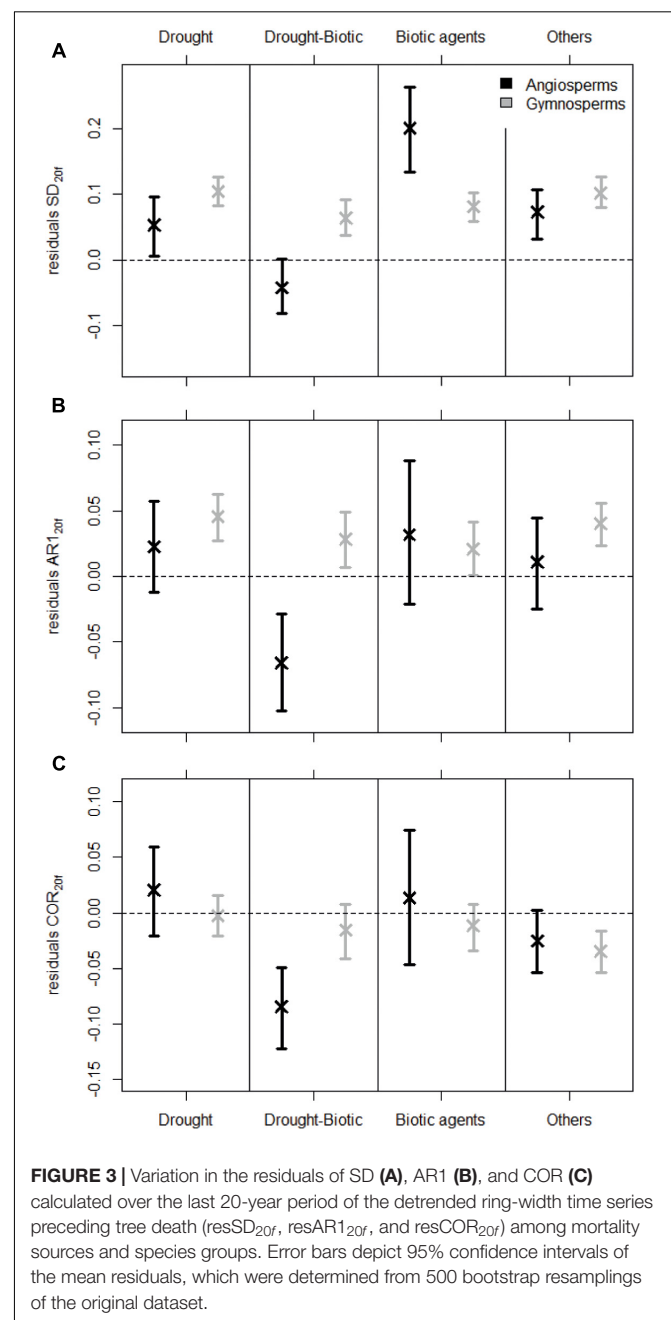 Drought Drought-Biotic Biotic agents Others
A
Angiosperms
Gymnosperms
residuals SD20f
0.2
0.1
0.0
-0.1
B
residuals AR120f
0.10
0.05
0.00
-0.05
-0.10
C
residuals COR20f
0.10
0.05
0.00
-0.05
-0.10
-0.15
Drought Drought-Biotic Biotic agents Others
FIGURE 3 | Variation in the residuals of SD (A), AR1 (B), and COR (C)
calculated over the last 20-year period of the detrended ring-width time series
preceding tree death (resSD20f, resAR120f, and resCOR20f) among mortality
sources and species groups. Error bars depict 95% confidence intervals of
the mean residuals, which were determined from 500 bootstrap resamplings
of the original dataset.